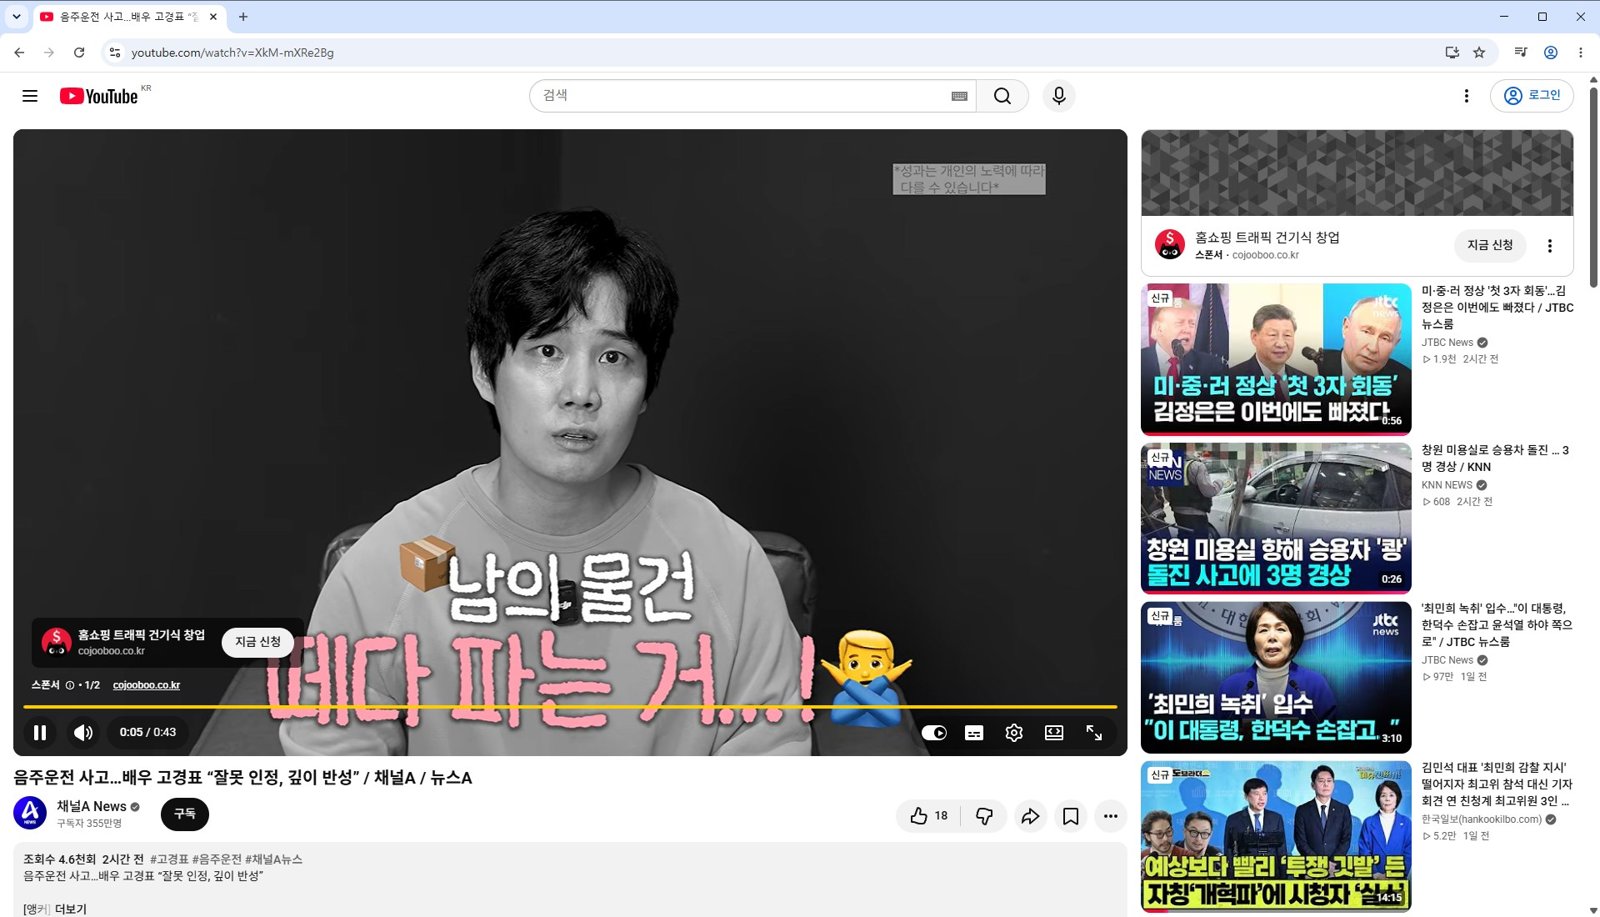 음주운전 사고...배우 고경표 "잘
youtube.com/watch?v=XkM-mXRe2Bg
YouTube KR
검색
로그인
*성과는 개인의 노력에 따라
다를 수 있습니다*
남의 물건
떼다 파는 거...!
홈쇼핑 트래픽 건기식 창업
cojooboo.co.kr
지금 신청
스폰서 · 1/2 cojooboo.co.kr
0:05 / 0:43
음주운전 사고...배우 고경표 “잘못 인정, 깊이 반성” / 채널A / 뉴스A
채널A News
구독자 355만명
구독
18
조회수 4.6천회 2시간 전 #고경표 #음주운전 #채널A뉴스
음주운전 사고...배우 고경표 “잘못 인정, 깊이 반성”
[앵커] 더보기
홈쇼핑 트래픽 건기식 창업
스폰서 · cojooboo.co.kr
지금 신청
신규
jtbc
news
미·중·러 정상 '첫 3자 회동'
김정은은 이번에도 빠졌다
0:56
미·중·러 정상 '첫 3자 회동'...김
정은은 이번에도 빠졌다 / JTBC
뉴스룸
JTBC News
1.9천 2시간 전
신규
KNN
NEWS
창원 미용실 향해 승용차 '쾅'
돌진 사고에 3명 경상
0:26
창원 미용실로 승용차 돌진 ... 3
명 경상 / KNN
KNN NEWS
608 2시간 전
신규
jtbc
news
'최민희 녹취' 입수
"이 대통령, 한덕수 손잡고.."
3:10
'최민희 녹취' 입수..."이 대통령,
한덕수 손잡고 윤석열 하야 쪽으
로" / JTBC 뉴스룸
JTBC News
97만 1일 전
신규
예상보다 빨리 '투쟁 깃발' 든
자칭'개혁파'에 시청자 '실소'
14:15
김민석 대표 '최민희 감찰 지시'
떨어지자 최고위 참석 대신 기자
회견 연 친청계 최고위원 3인 ...
한국일보(hankookilbo.com)
5.2만 1일 전